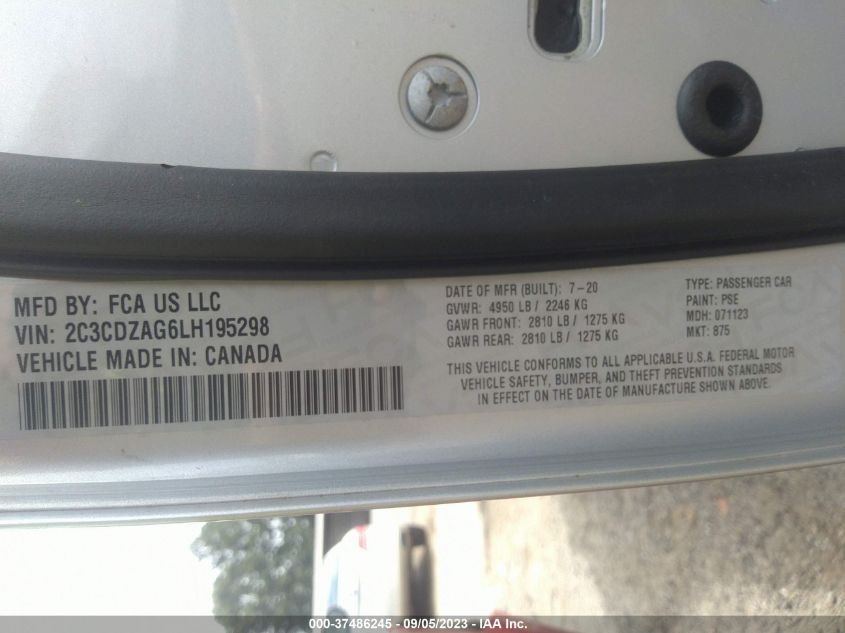 MFD BY: FCA US LLC
VIN: 2C3CDZAG6LH195298
VEHICLE MADE IN: CANADA
DATE OF MFR (BUILT): 7-20
GVWR: 4950 LB / 2246 KG
GAWR FRONT: 2810 LB / 1275 KG
GAWR REAR: 2810 LB / 1275 KG
TYPE: PASSENGER CAR
PAINT: PSE
MDH: 071123
MKT: 875
THIS VEHICLE CONFORMS TO ALL APPLICABLE U.S.A. FEDERAL MOTOR
VEHICLE SAFETY, BUMPER, AND THEFT PREVENTION STANDARDS
IN EFFECT ON THE DATE OF MANUFACTURE SHOWN ABOVE.
000-37486245 - 09/05/2023 - IAA Inc.